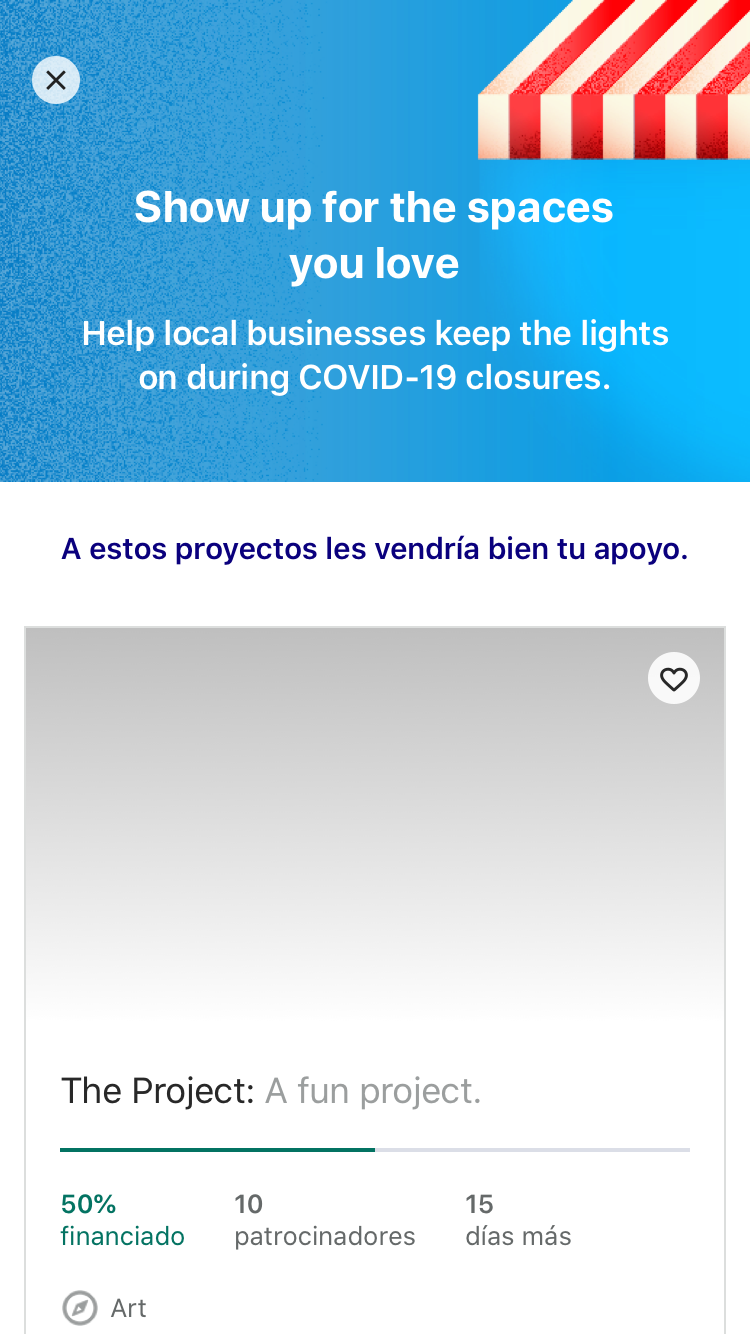 Show up for the spaces
you love
Help local businesses keep the lights
on during COVID-19 closures.
A estos proyectos les vendría bien tu apoyo.
The Project: A fun project.
50%
financiado
10
patrocinadores
15
días más
Art